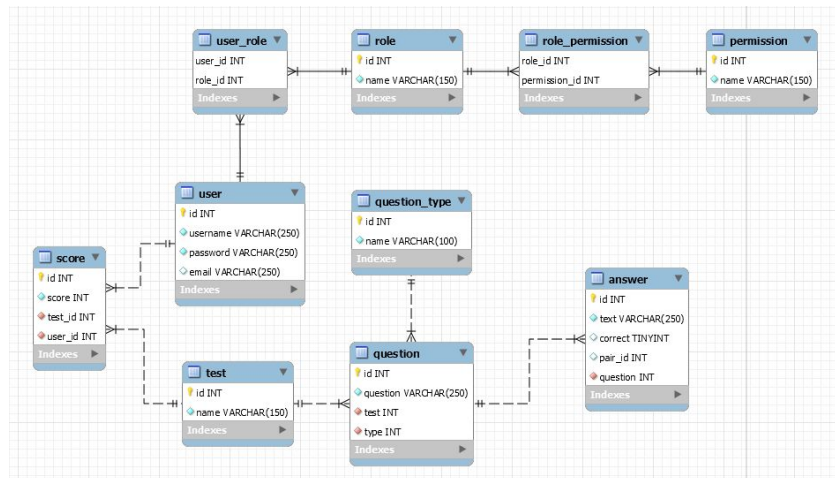 user_role
user_id INT
role_id INT
Indexes
role
id INT
name VARCHAR(150)
Indexes
role_permission
role_id INT
permission_id INT
Indexes
permission
id INT
name VARCHAR(150)
Indexes
user
id INT
username VARCHAR(250)
password VARCHAR(250)
email VARCHAR(250)
Indexes
question_type
id INT
name VARCHAR(100)
Indexes
score
id INT
score INT
test_id INT
user_id INT
Indexes
answer
id INT
text VARCHAR(250)
correct TINYINT
pair_id INT
question INT
Indexes
test
id INT
name VARCHAR(150)
Indexes
question
id INT
question VARCHAR(250)
test INT
type INT
Indexes